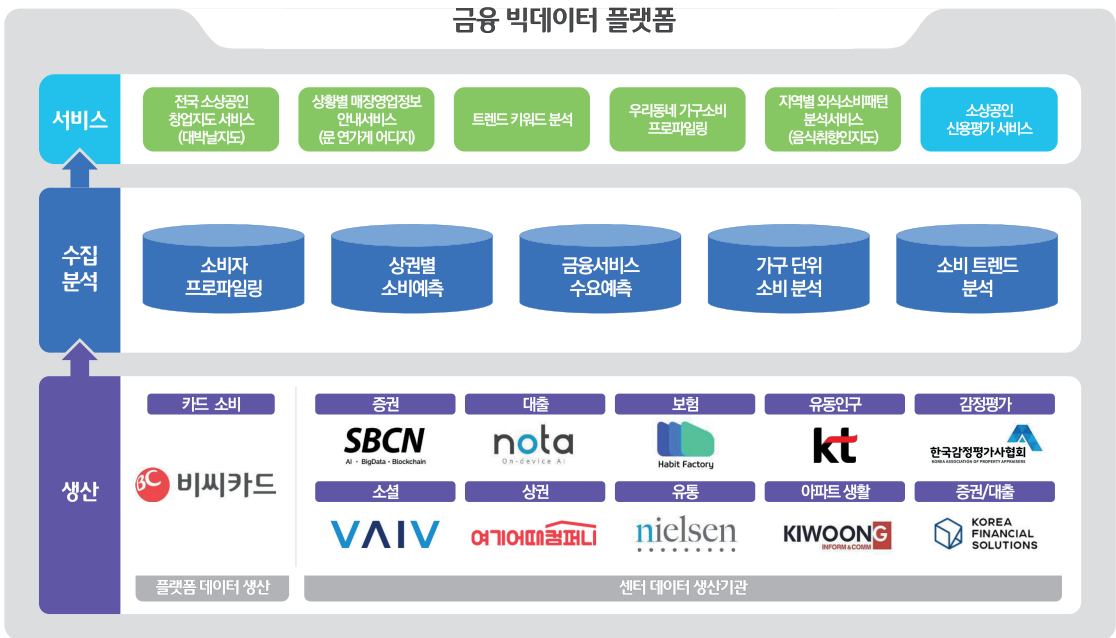 금융 빅데이터 플랫폼
서비스
전국 소상공인
창업지도 서비스
(대박날지도)
상황별 매장영업정보
안내서비스
(문 연가게 어디지)
트렌드 키워드 분석
우리동네 가구소비
프로파일링
지역별 외식소비패턴
분석서비스
(음식취향인지도)
소상공인
신용평가 서비스
수집
분석
소비자
프로파일링
상권별
소비예측
금융서비스
수요예측
가구 단위
소비 분석
소비 트렌드
분석
생산
카드 소비
BC 비씨카드
플랫폼 데이터 생산
증권
SBCN
AI • BigData • Blockchain
대출
nota
On-device AI
보험
Habit Factory
유동인구
kt
감정평가
한국감정평가사협회
KOREA ASSOCIATION OF PROPERTY APPRAISERS
소셜
VAIV
상권
여기어때컴퍼니
유통
nielsen
아파트 생활
KIWOONG
INFORM & COMM
증권/대출
KOREA
FINANCIAL
SOLUTIONS
센터 데이터 생산기관